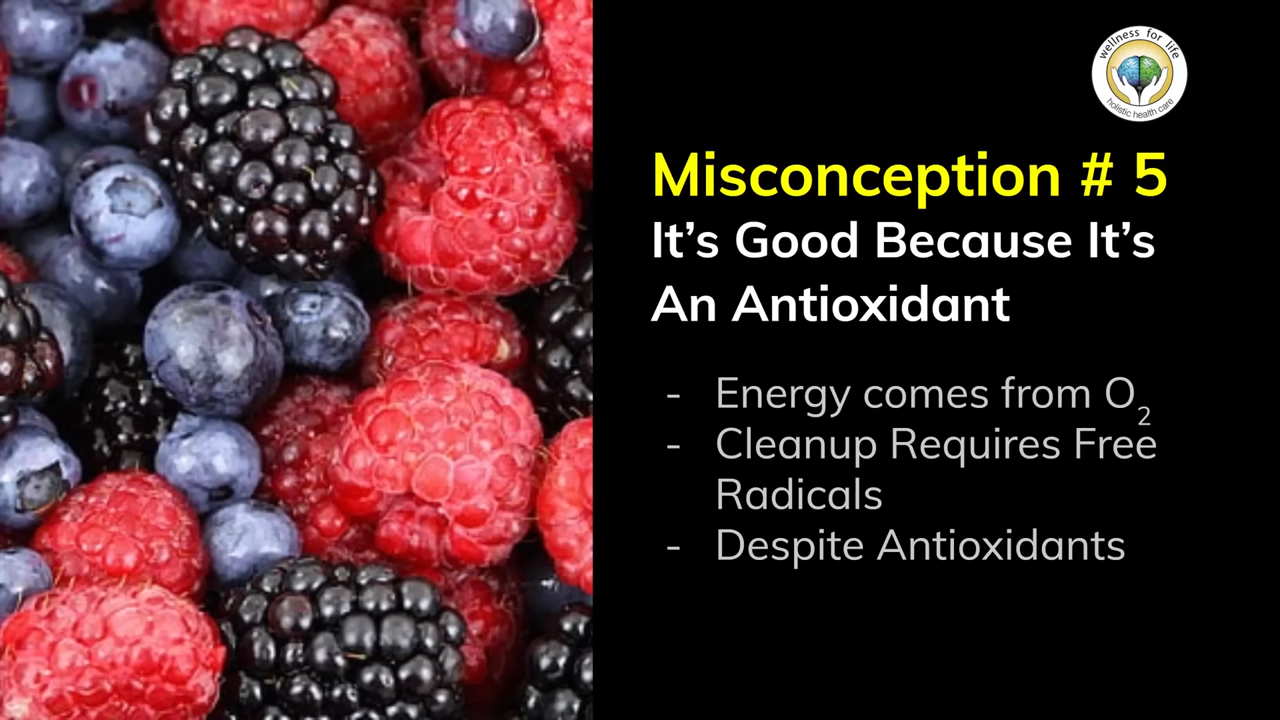 wellness for life
holistic health care
Misconception # 5
It's Good Because It's
An Antioxidant
- Energy comes from O₂
- Cleanup Requires Free
Radicals
- Despite Antioxidants